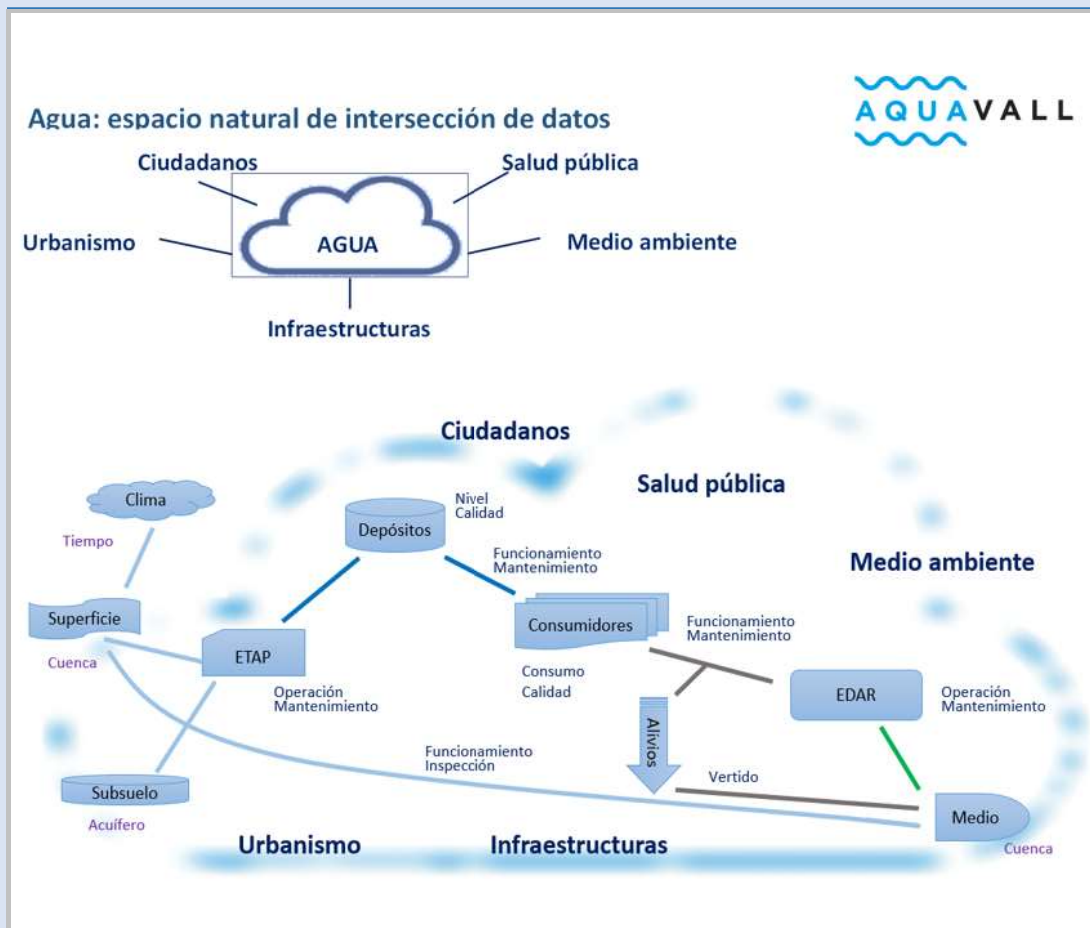 AQUAVALL
Agua: espacio natural de intersección de datos
Ciudadanos
Salud pública
Urbanismo
AGUA
Medio ambiente
Infraestructuras
Ciudadanos
Salud pública
Medio ambiente
Clima
Tiempo
Depósitos
Nivel
Calidad
Funcionamiento
Mantenimiento
Superficie
Cuenca
ETAP
Operación
Mantenimiento
Consumidores
Consumo
Calidad
Funcionamiento
Mantenimiento
EDAR
Operación
Mantenimiento
Alivios
Funcionamiento
Inspección
Vertido
Subsuelo
Acuífero
Medio
Cuenca
Urbanismo
Infraestructuras